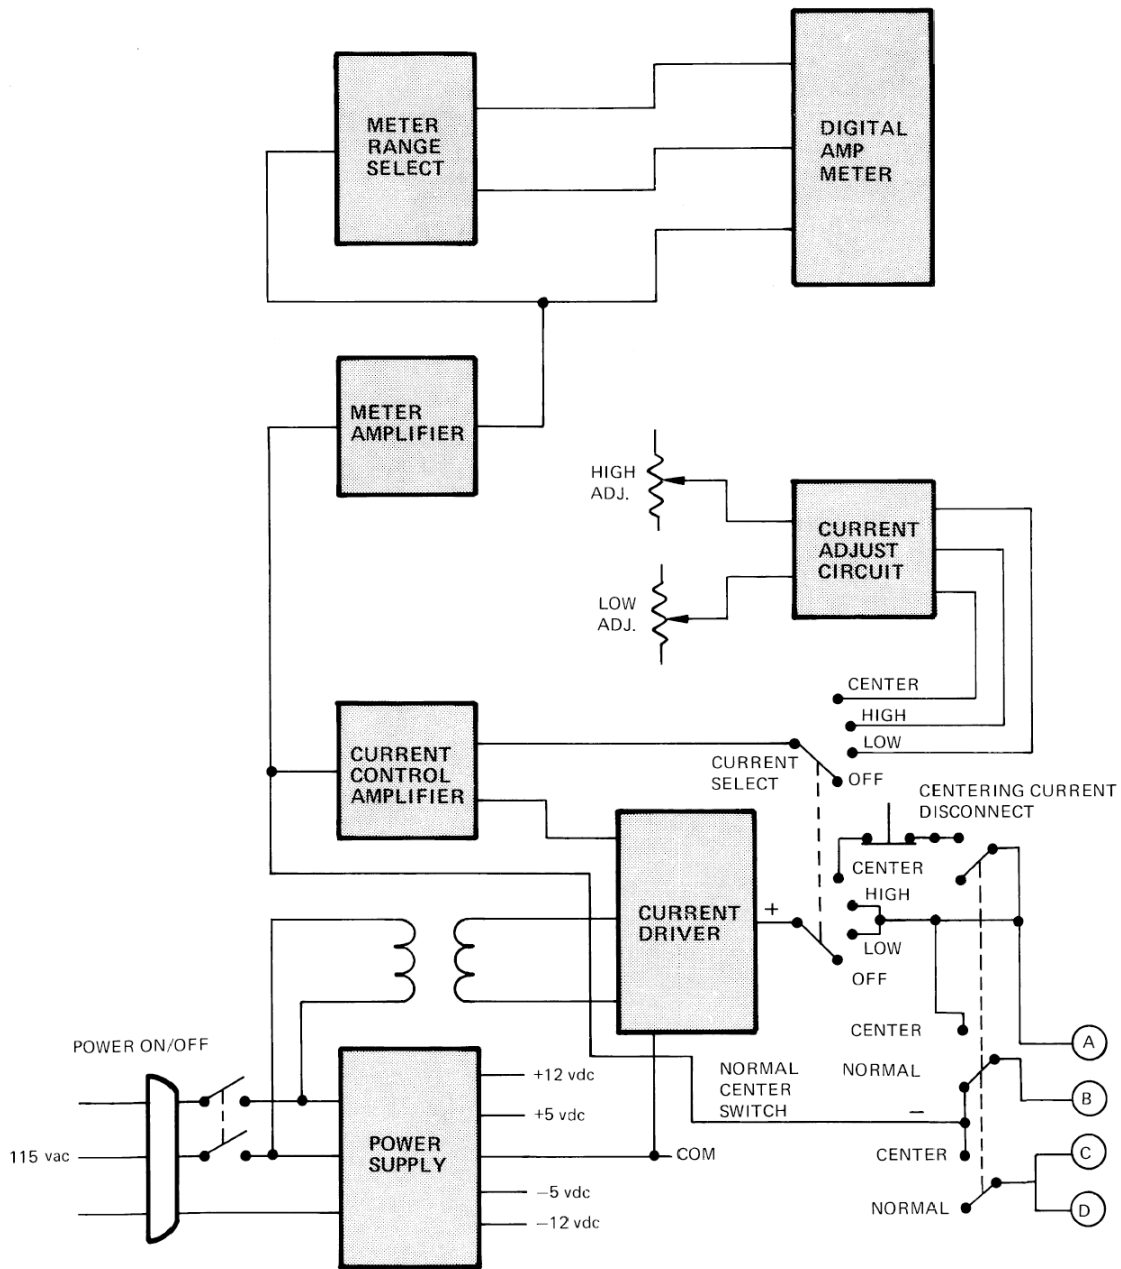 METER
RANGE
SELECT
DIGITAL
AMP
METER
METER
AMPLIFIER
HIGH
ADJ.
LOW
ADJ.
CURRENT
ADJUST
CIRCUIT
CENTER
HIGH
LOW
OFF
CURRENT
SELECT
CURRENT
CONTROL
AMPLIFIER
CENTERING CURRENT
DISCONNECT
CENTER
HIGH
LOW
OFF
CURRENT
DRIVER
+
POWER ON/OFF
115 vac
POWER
SUPPLY
+12 vdc
+5 vdc
COM
−5 vdc
−12 vdc
NORMAL
CENTER
SWITCH
−
CENTER
NORMAL
CENTER
NORMAL
A
B
C
D